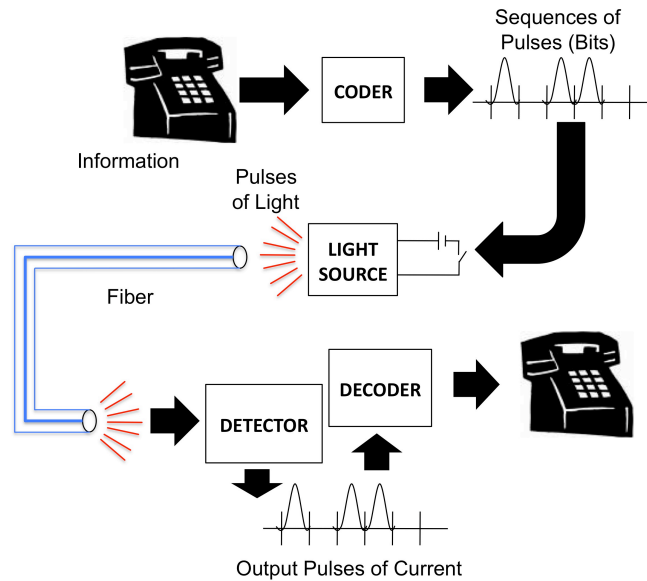 Sequences of
Pulses (Bits)
CODER
Information
Pulses
of Light
LIGHT
SOURCE
Fiber
DECODER
DETECTOR
Output Pulses of Current